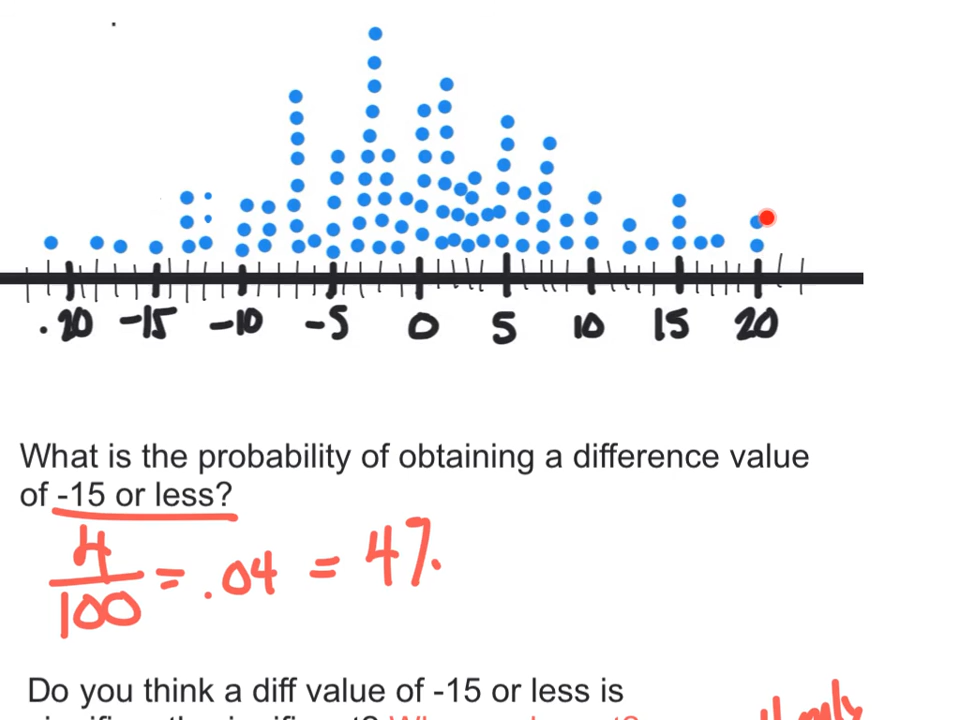 -20 -15 -10 -5 0 5 10 15 20
What is the probability of obtaining a difference value
of -15 or less?
4/100 = .04 = 4%
Do you think a diff value of -15 or less is